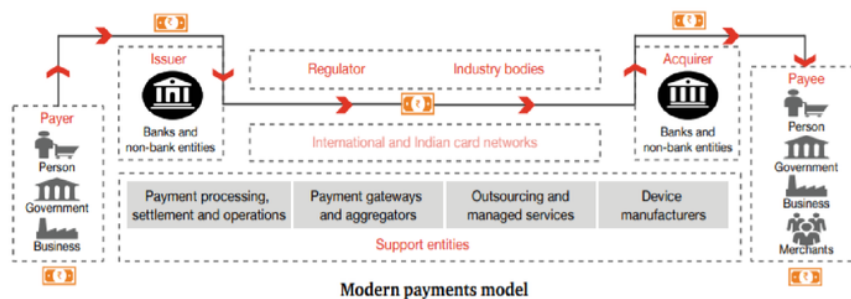 Issuer
Regulator
Industry bodies
Acquirer
Payer
Payee
Person
Government
Business
Banks and
non-bank entities
International and Indian card networks
Banks and
non-bank entities
Person
Government
Business
Merchants
Payment processing,
settlement and operations
Payment gateways
and aggregators
Outsourcing and
managed services
Device
manufacturers
Support entities
Modern payments model